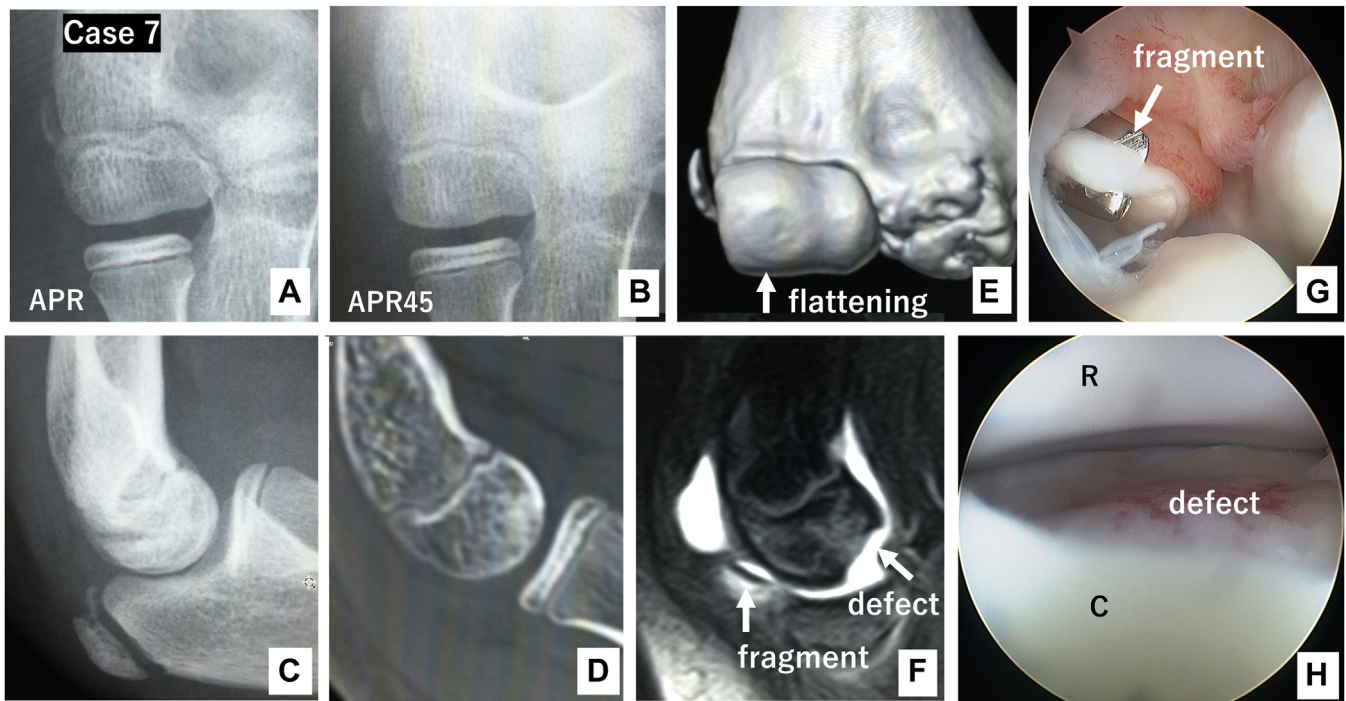 Case 7
APR
A
APR45
B
flattening
E
fragment
G
C
D
defect
fragment
F
R
defect
C
H